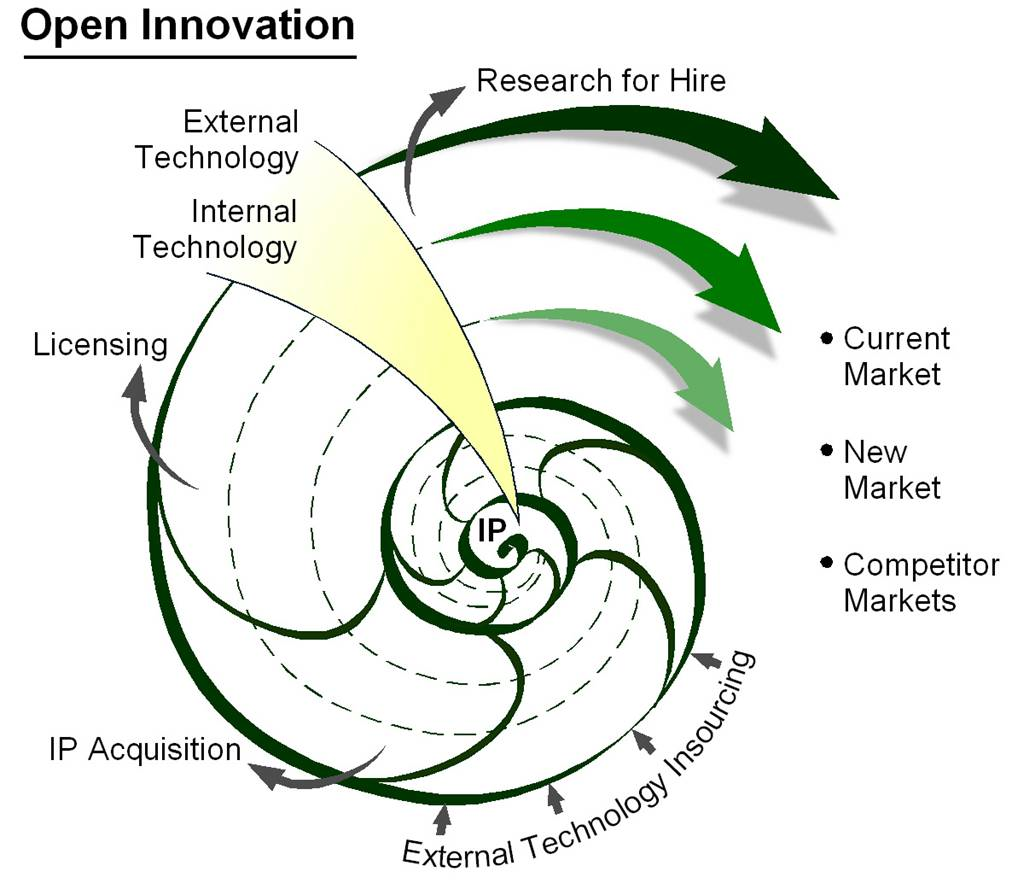 Open Innovation
Research for Hire
External
Technology
Internal
Technology
Licensing
• Current
Market
• New
Market
IP
• Competitor
Markets
IP Acquisition
External Technology Insourcing